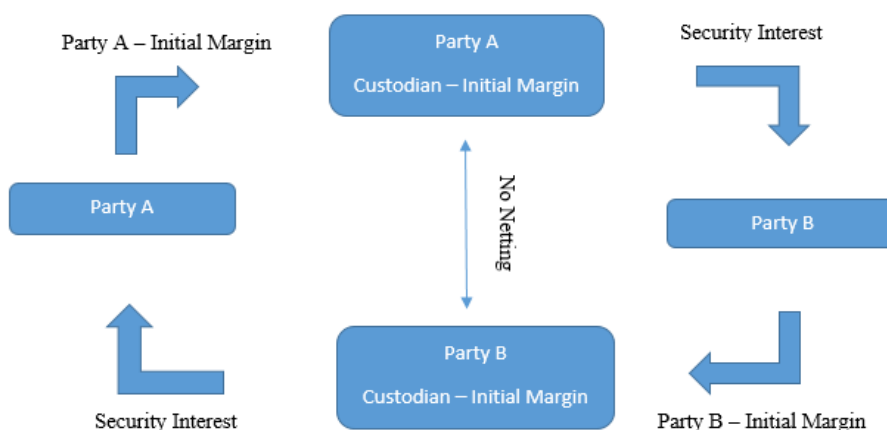 Party A – Initial Margin
Party A
Custodian – Initial Margin
Security Interest
Party A
No Netting
Party B
Party B
Custodian – Initial Margin
Security Interest
Party B – Initial Margin